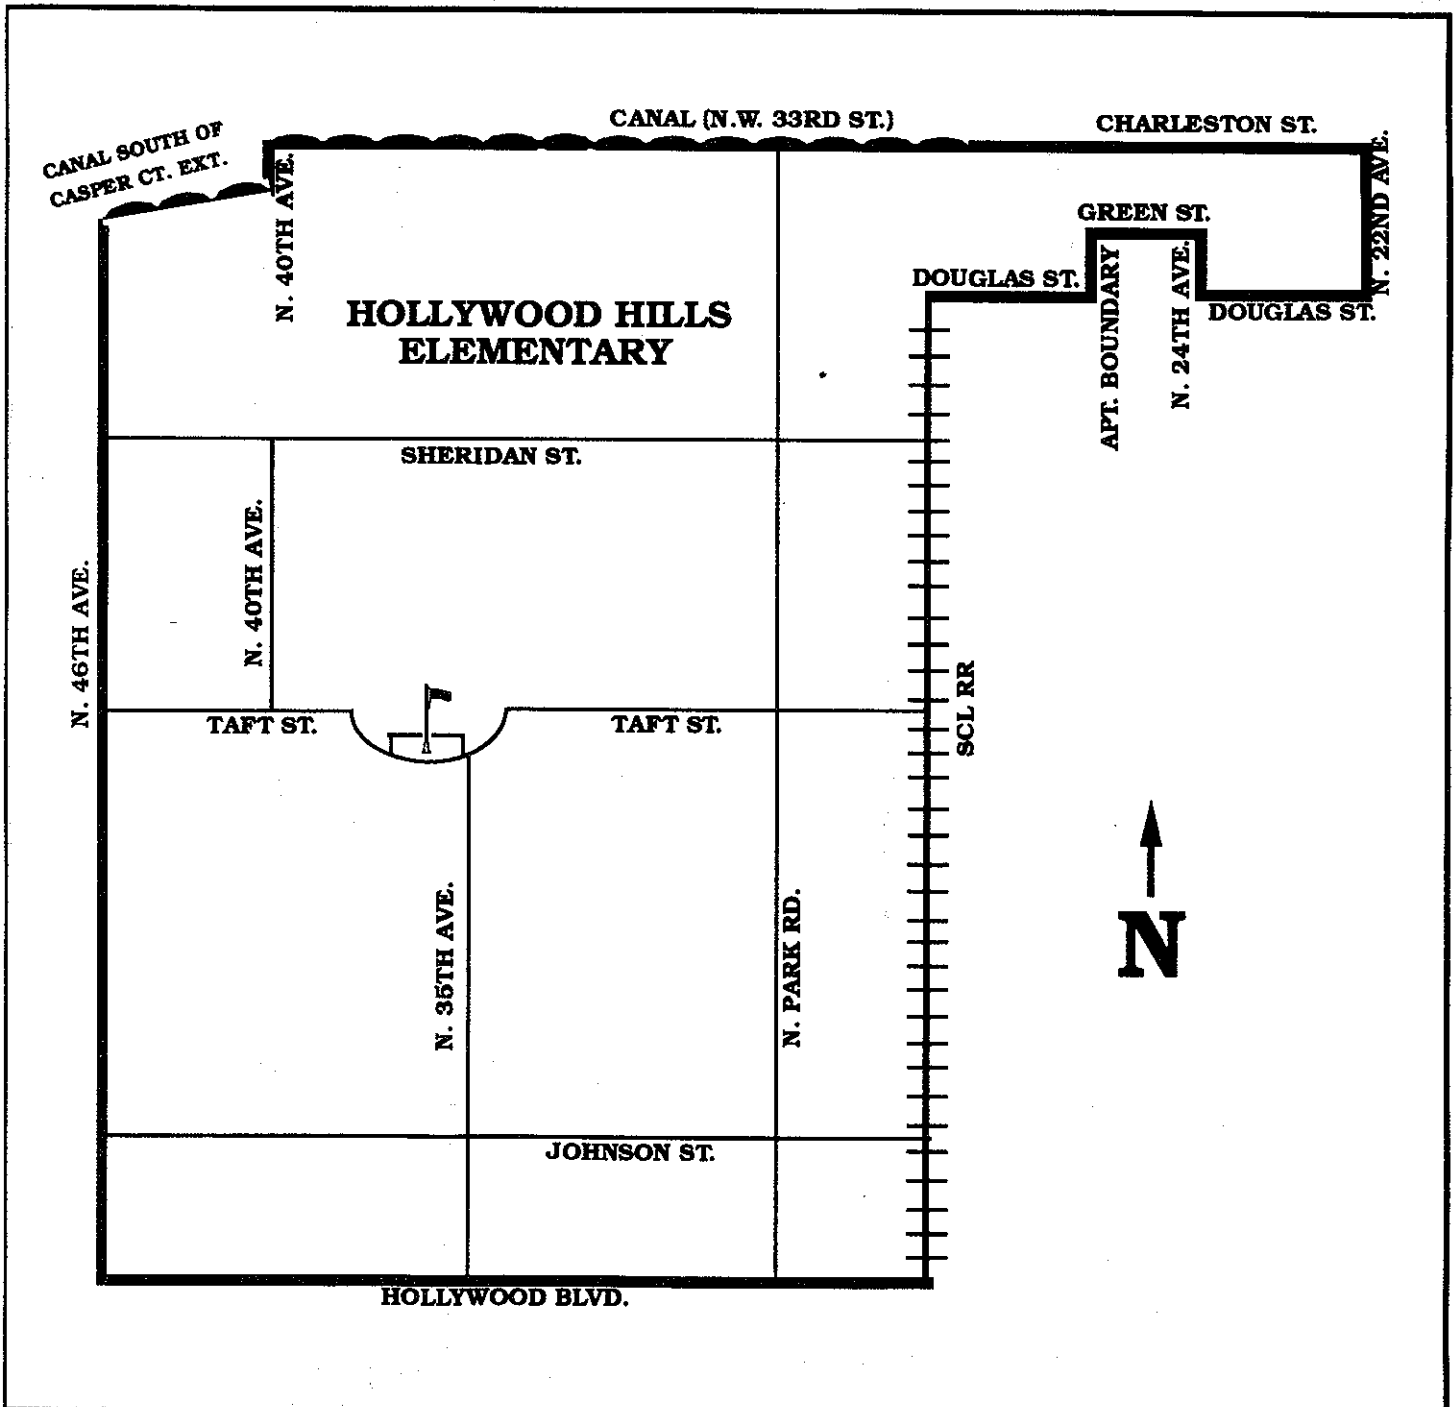 CANAL (N.W. 33RD ST.)
CHARLESTON ST.
CANAL SOUTH OF
CASPER CT. EXT.
N. 40TH AVE.
N. 22ND AVE.
GREEN ST.
DOUGLAS ST.
APT. BOUNDARY
N. 24TH AVE.
DOUGLAS ST.
HOLLYWOOD HILLS
ELEMENTARY
SHERIDAN ST.
N. 40TH AVE.
N. 46TH AVE.
TAFT ST.
TAFT ST.
SCL RR
N. 35TH AVE.
N. PARK RD.
N
JOHNSON ST.
HOLLYWOOD BLVD.